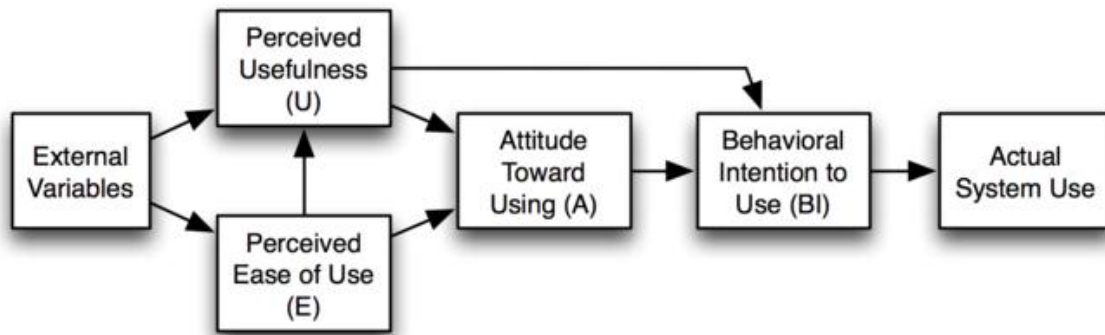 Perceived
Usefulness
(U)
External
Variables
Perceived
Ease of Use
(E)
Attitude
Toward
Using (A)
Behavioral
Intention to
Use (BI)
Actual
System Use